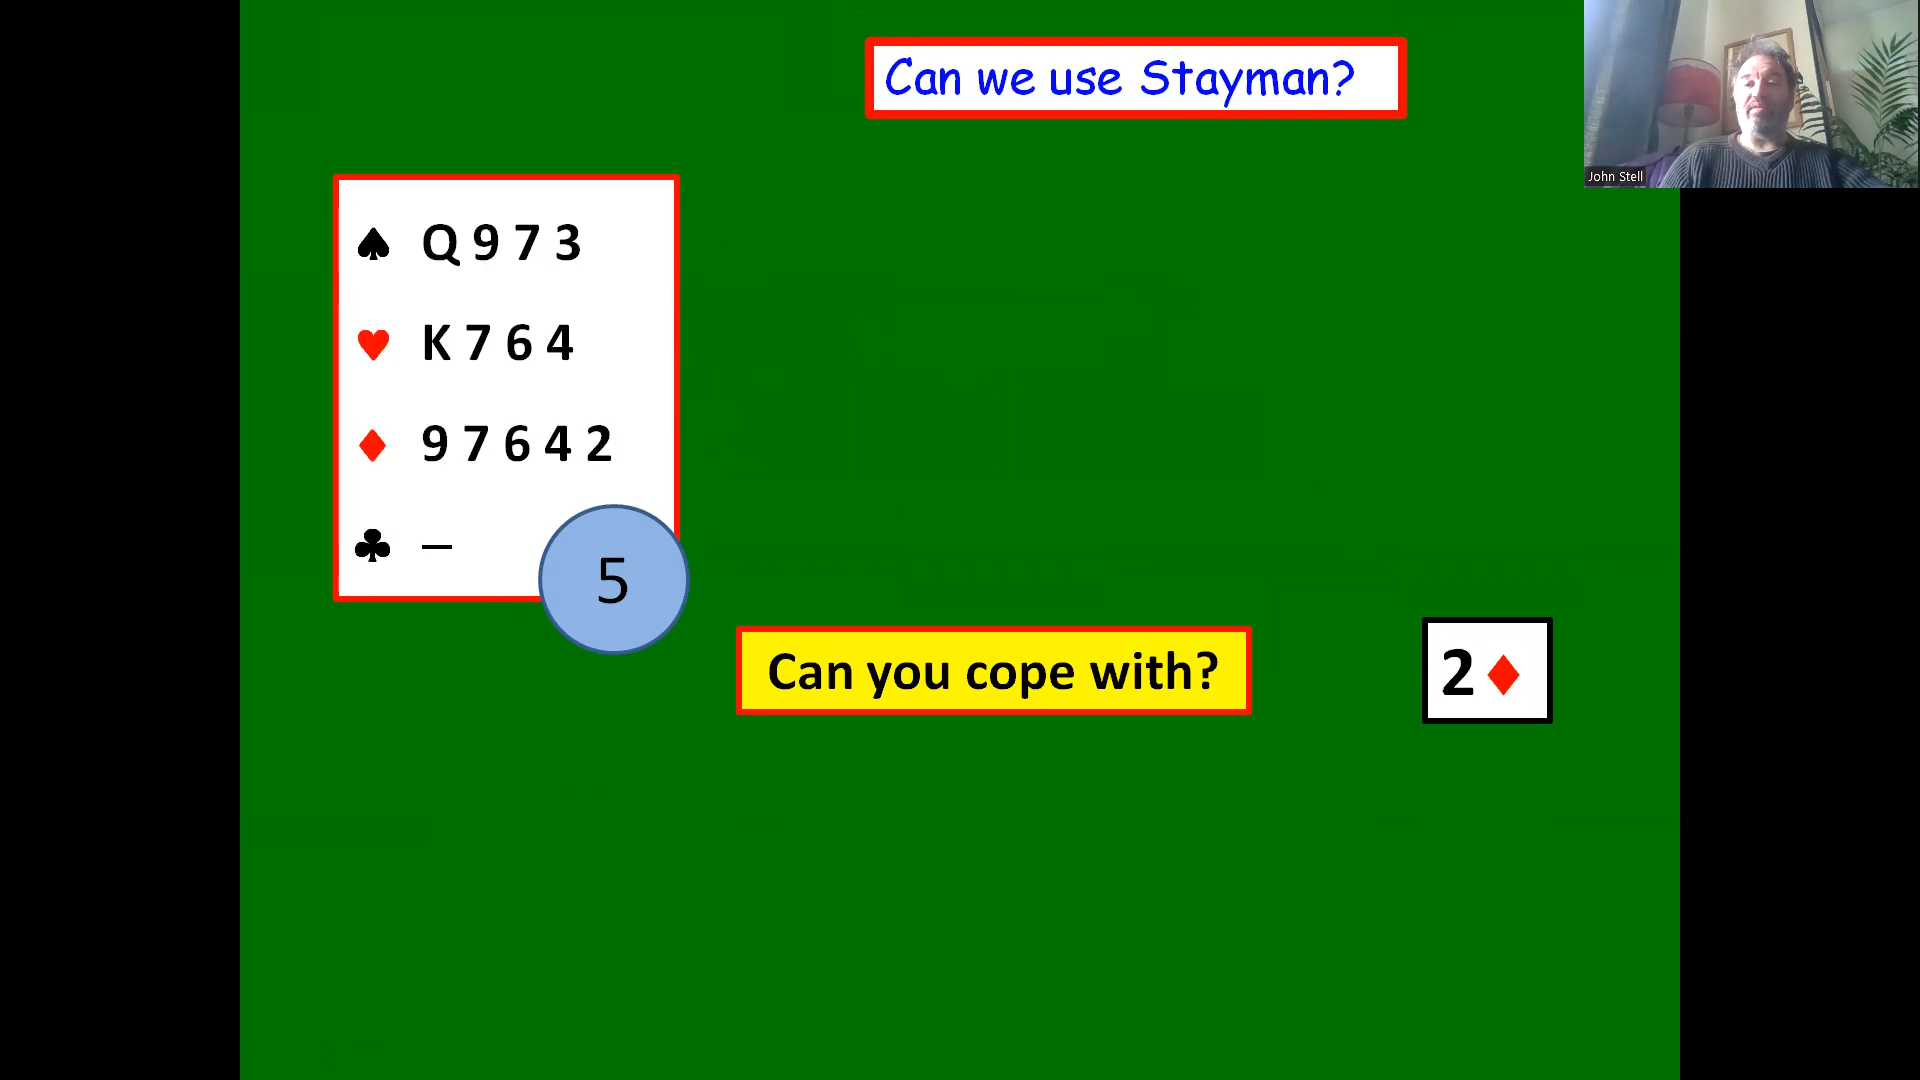 Can we use Stayman?
John Stell
♠ Q 9 7 3
♥ K 7 6 4
♦ 9 7 6 4 2
♣ –
5
Can you cope with?
2♦